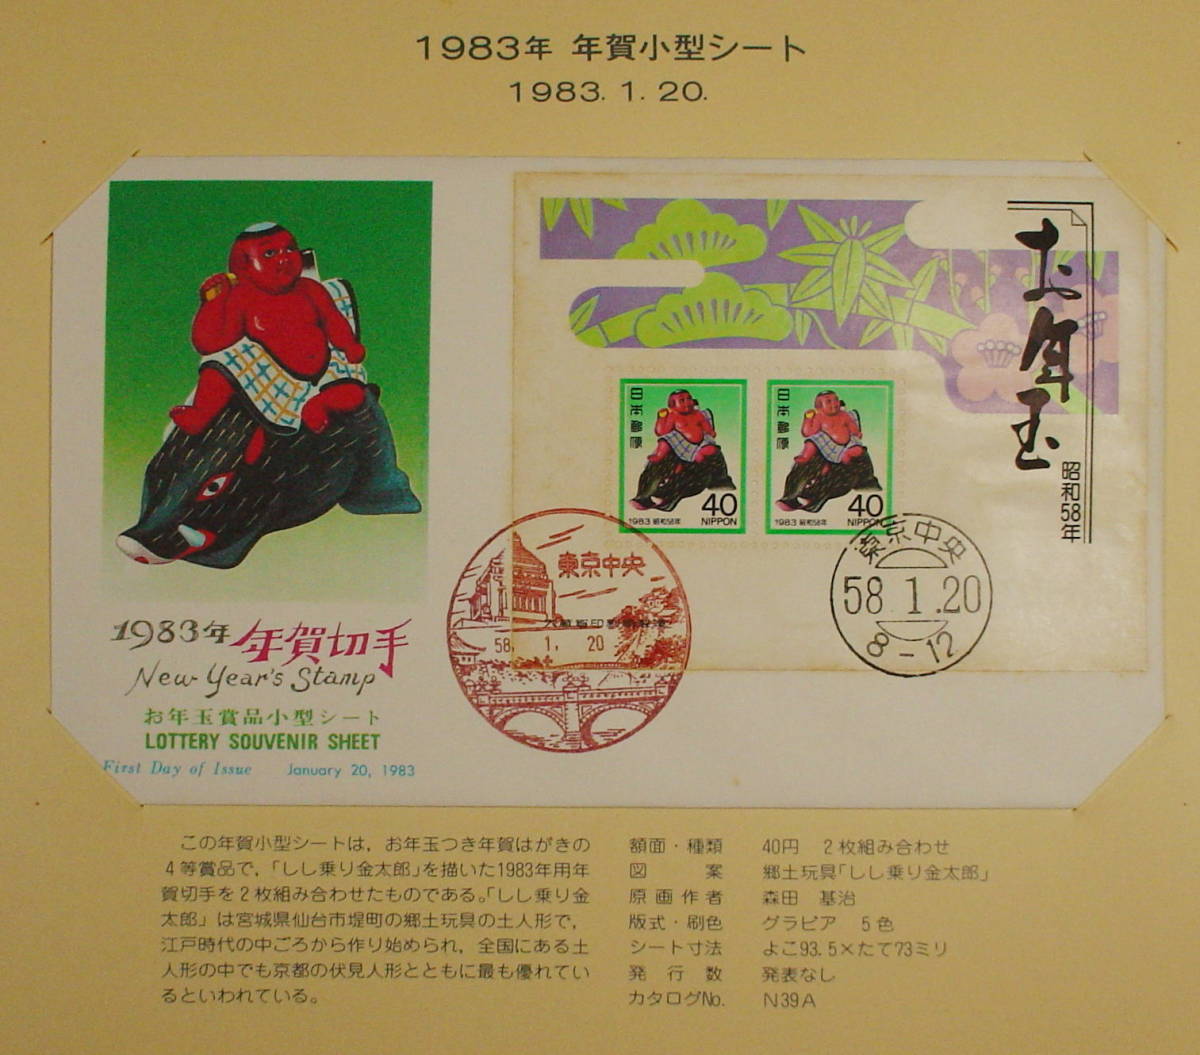 1983年 年賀小型シート
1983. 1. 20.
お年玉
昭和58年
日本郵便
40
1983 昭和58年
NIPPON
日本郵便
40
1983 昭和58年
NIPPON
東京中央
58. 1. 20
東京中央
58 1.20
8-12
1983年 年賀切手
New Year's Stamp
お年玉賞品小型シート
LOTTERY SOUVENIR SHEET
First Day of Issue January 20, 1983
この年賀小型シートは，お年玉つき年賀はがきの
4等賞品で，「しし乗り金太郎」を描いた1983年用年
賀切手を2枚組み合わせたものである。「しし乗り金
太郎」は宮城県仙台市堤町の郷土玩具の土人形で，
江戸時代の中ごろから作り始められ，全国にある土
人形の中でも京都の伏見人形とともに最も優れてい
るといわれている。
額面・種類 40円 2枚組み合わせ
図案 郷土玩具「しし乗り金太郎」
原画作者 森田 基治
版式・刷色 グラビア 5色
シート寸法 よこ93.5×たて73ミリ
発行数 発表なし
カタログNo. N39A